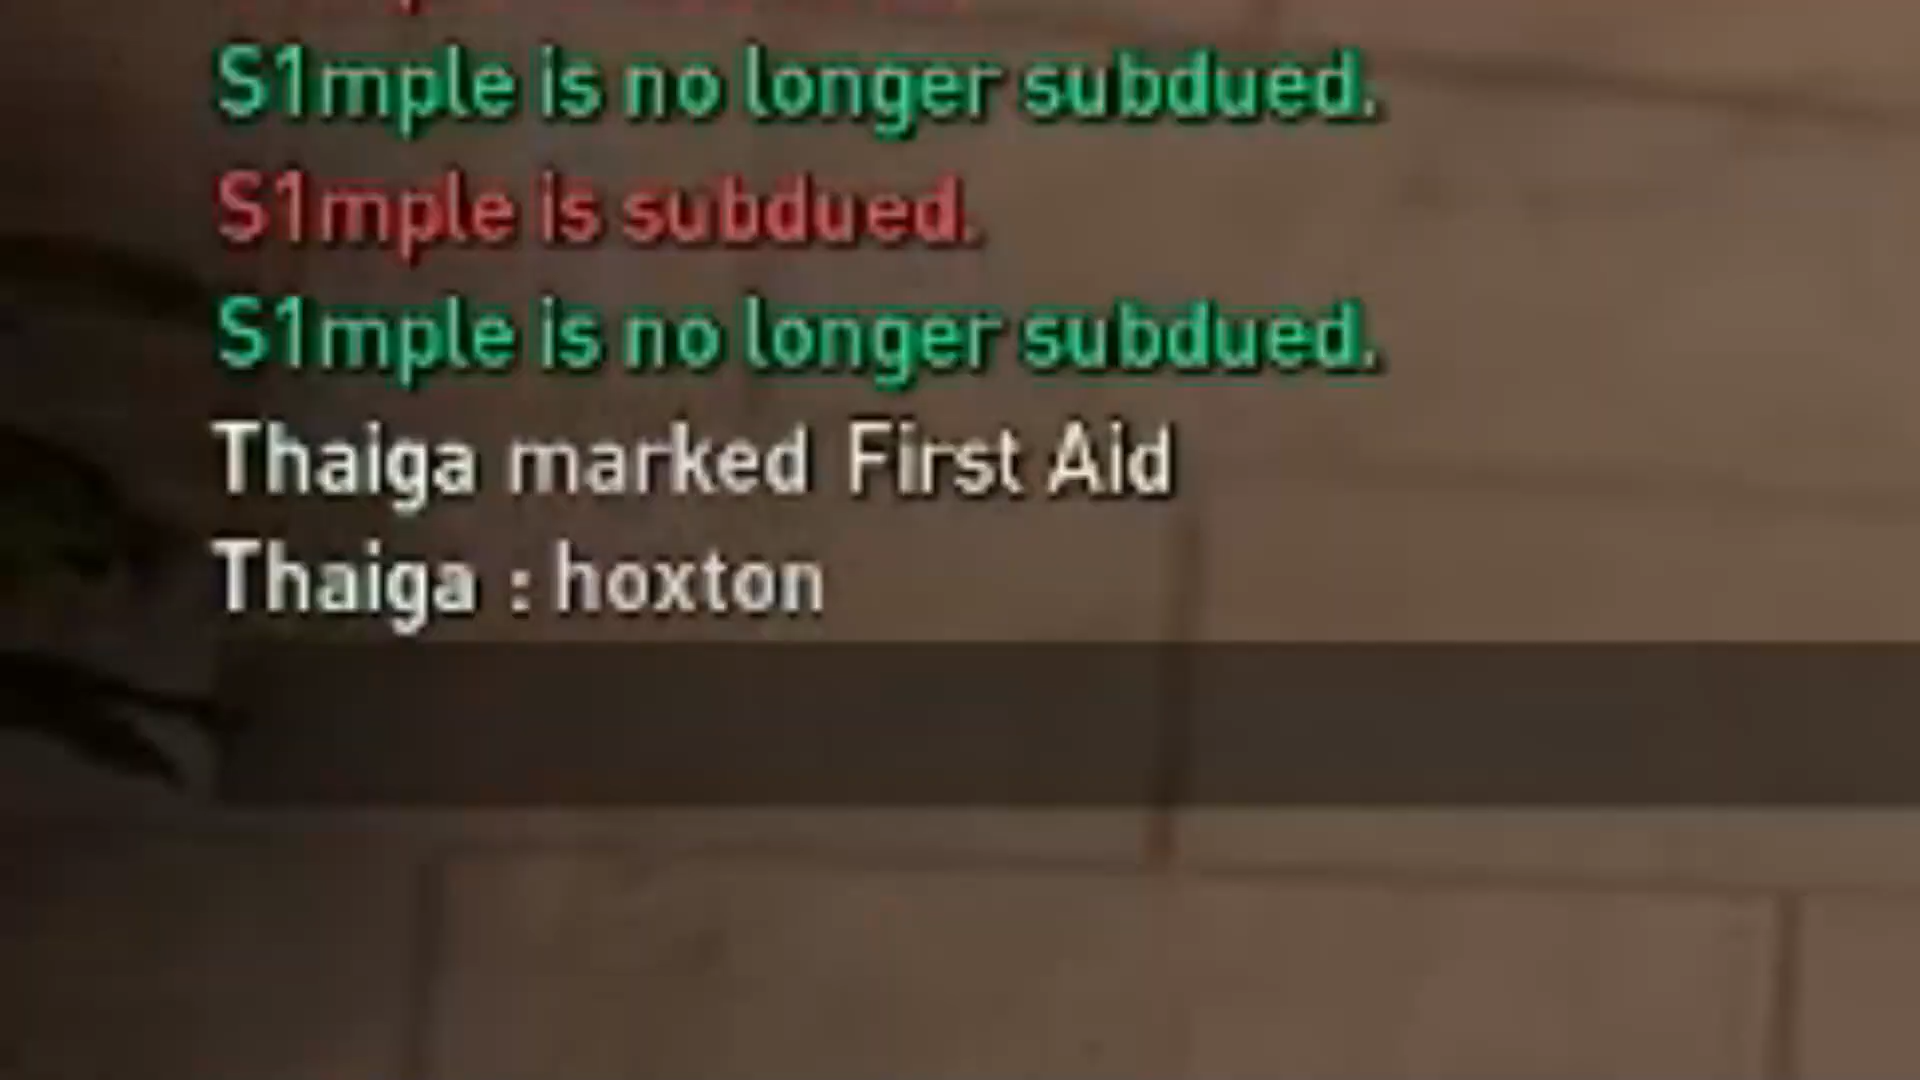 S1mple is no longer subdued.
S1mple is subdued.
S1mple is no longer subdued.
Thaiga marked First Aid
Thaiga : hoxton